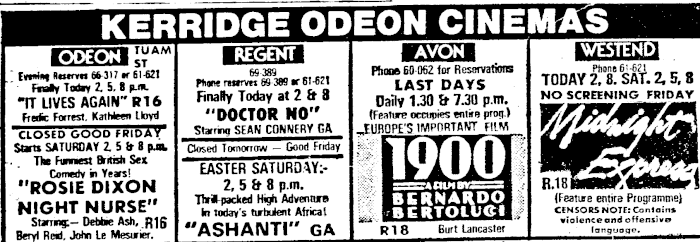 KERRIDGE ODEON CINEMAS
ODEON TUAM ST
Evening Reserves 66-317 or 61-621
Finally Today 2, 5, 8 p.m.
"IT LIVES AGAIN" R16
Fredic Forrest, Kathleen Lloyd
CLOSED GOOD FRIDAY
Starts SATURDAY 2, 5, 8 p.m.
The Funniest British Sex
Comedy in Years!
"ROSIE DIXON
NIGHT NURSE"
Starring:— Debbie Ash, R16
Beryl Reid, John Le Mesurier.
REGENT
69-389
Phone reserves 69-389 or 61-621
Finally Today at 2 & 8
"DOCTOR NO"
Starring SEAN CONNERY GA
Closed Tomorrow — Good Friday
EASTER SATURDAY:-
2, 5 & 8 p.m.
Thrill-packed High Adventure
in today's turbulent Africa!
"ASHANTI" GA
AVON
Phone 60-062 for Reservations
LAST DAYS
Daily 1.30 & 7.30 p.m.
(Feature occupies entire prog.)
EUROPE'S IMPORTANT FILM
1900
A FILM BY
BERNARDO
BERTOLUCI
R18 Burt Lancaster
WESTEND
Phone 61-621
TODAY 2, 8. SAT. 2, 5, 8
NO SCREENING FRIDAY
Midnight
Express
R.18
(Feature entire Programme)
CENSORS NOTE: Contains
violence and offensive
language.